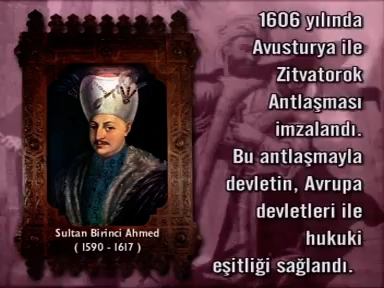 1606 yılında
Avusturya ile
Zitvatorok
Antlaşması
imzalandı.
Bu antlaşmayla
devletin, Avrupa
devletleri ile
hukuki
eşitliği sağlandı.
Sultan Birinci Ahmed
( 1590 - 1617 )